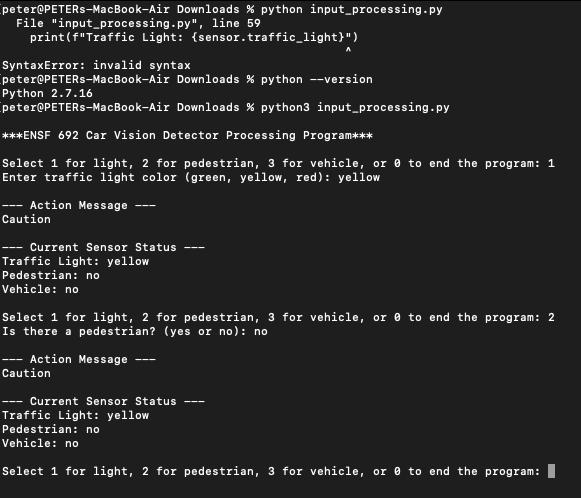 [peter@PETERs-MacBook-Air Downloads % python input_processing.py
File "input_processing.py", line 59
print(f"Traffic Light: {sensor.traffic_light}")
^
SyntaxError: invalid syntax
[peter@PETERs-MacBook-Air Downloads % python --version
Python 2.7.16
[peter@PETERs-MacBook-Air Downloads % python3 input_processing.py
***ENSF 692 Car Vision Detector Processing Program***
Select 1 for light, 2 for pedestrian, 3 for vehicle, or 0 to end the program: 1
Enter traffic light color (green, yellow, red): yellow
--- Action Message ---
Caution
--- Current Sensor Status ---
Traffic Light: yellow
Pedestrian: no
Vehicle: no
Select 1 for light, 2 for pedestrian, 3 for vehicle, or 0 to end the program: 2
Is there a pedestrian? (yes or no): no
--- Action Message ---
Caution
--- Current Sensor Status ---
Traffic Light: yellow
Pedestrian: no
Vehicle: no
Select 1 for light, 2 for pedestrian, 3 for vehicle, or 0 to end the program: